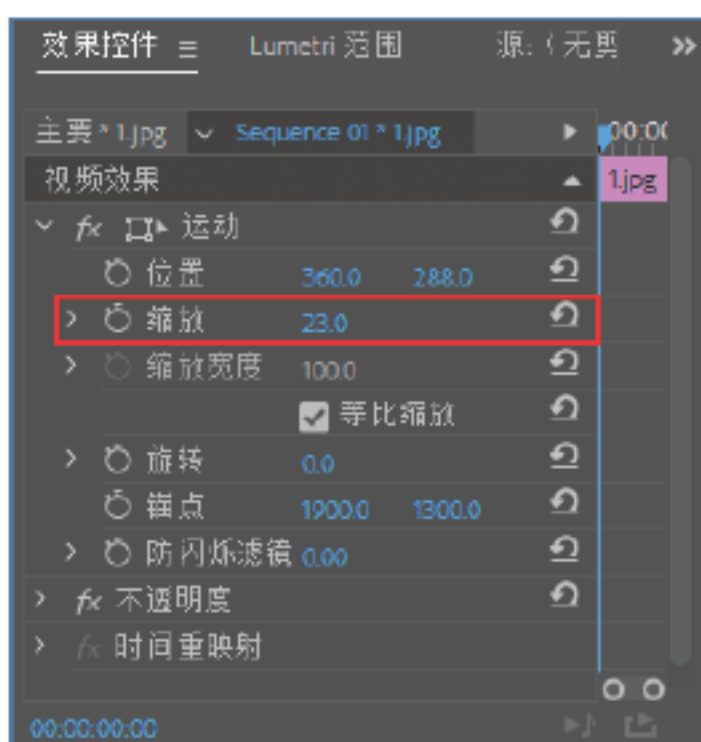 效果控件 Lumetri 范围 源:（无剪
主要 * 1.jpg Sequence 01 * 1.jpg 00:00
视频效果 1.jpg
fx 运动
位置 360.0 288.0
缩放 23.0
缩放宽度 100.0
等比缩放
旋转 0.0
锚点 1900.0 1300.0
防闪烁滤镜 0.00
fx 不透明度
fx 时间重映射
00:00:00:00